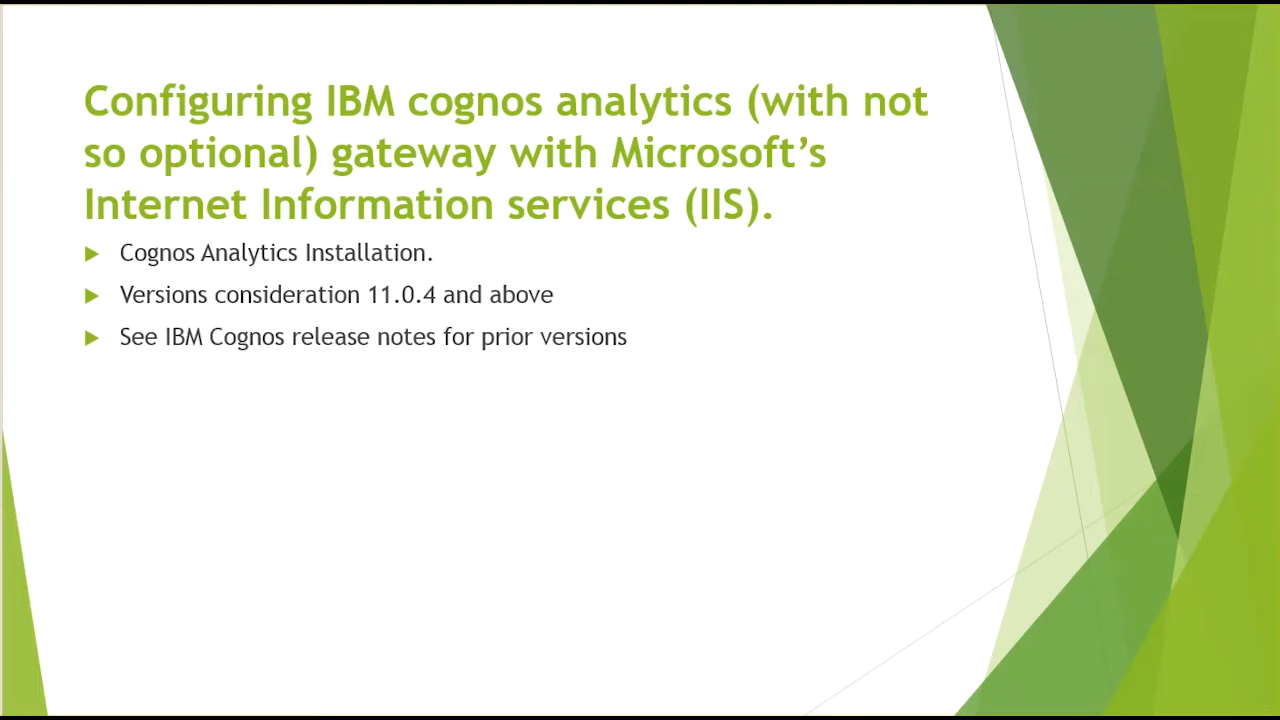 Configuring IBM cognos analytics (with not
so optional) gateway with Microsoft’s
Internet Information services (IIS).
Cognos Analytics Installation.
Versions consideration 11.0.4 and above
See IBM Cognos release notes for prior versions